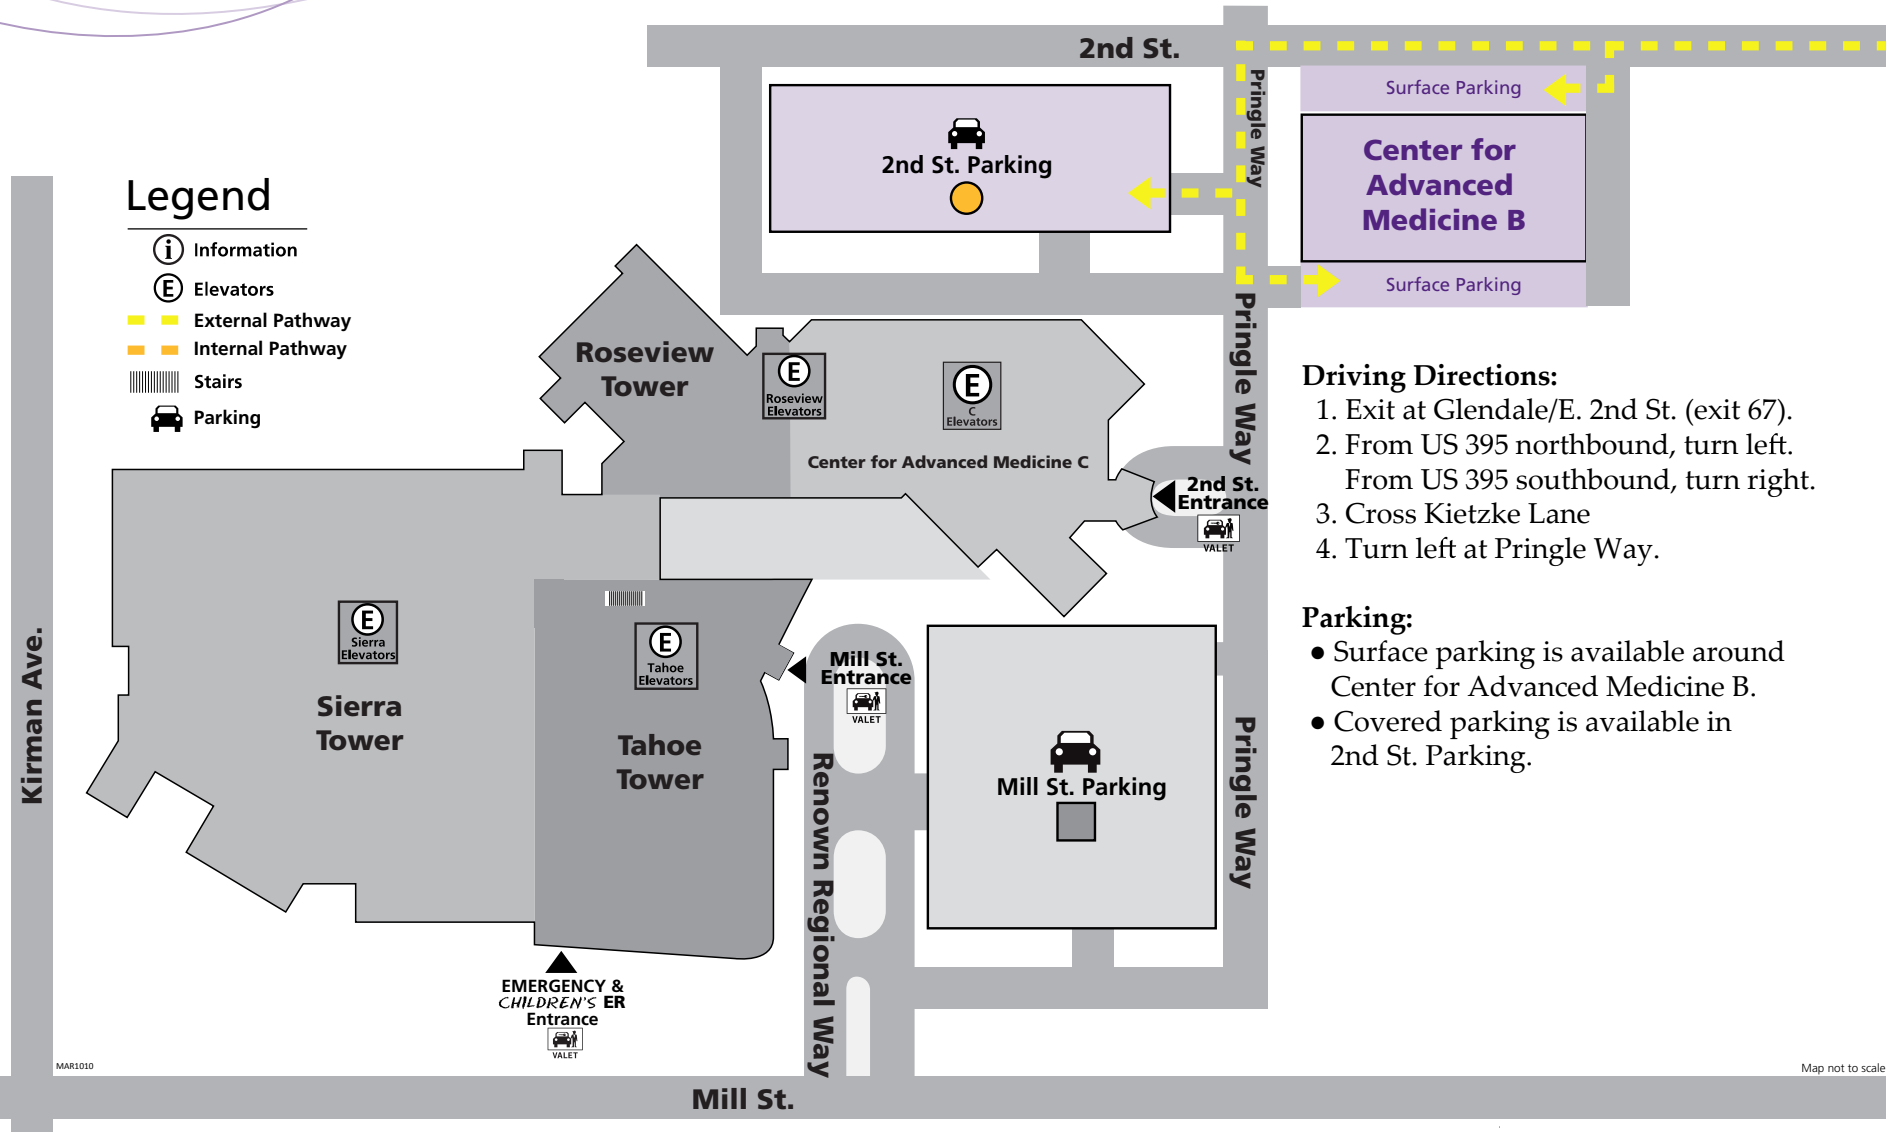 2nd St.
Pringle Way
Surface Parking
2nd St. Parking
Center for
Advanced
Medicine B
Surface Parking
Legend
i Information
E Elevators
External Pathway
Internal Pathway
Stairs
Parking
Roseview
Tower
E
Roseview
Elevators
E
C
Elevators
Center for Advanced Medicine C
Pringle Way
2nd St.
Entrance
VALET
Driving Directions:
1. Exit at Glendale/E. 2nd St. (exit 67).
2. From US 395 northbound, turn left.
From US 395 southbound, turn right.
3. Cross Kietzke Lane
4. Turn left at Pringle Way.
Parking:
● Surface parking is available around
Center for Advanced Medicine B.
● Covered parking is available in
2nd St. Parking.
Kirman Ave.
E
Sierra
Elevators
Sierra
Tower
E
Tahoe
Elevators
Tahoe
Tower
Mill St.
Entrance
VALET
Renown Regional Way
Mill St. Parking
Pringle Way
EMERGENCY &
CHILDREN'S ER
Entrance
VALET
MAR1010
Map not to scale
Mill St.